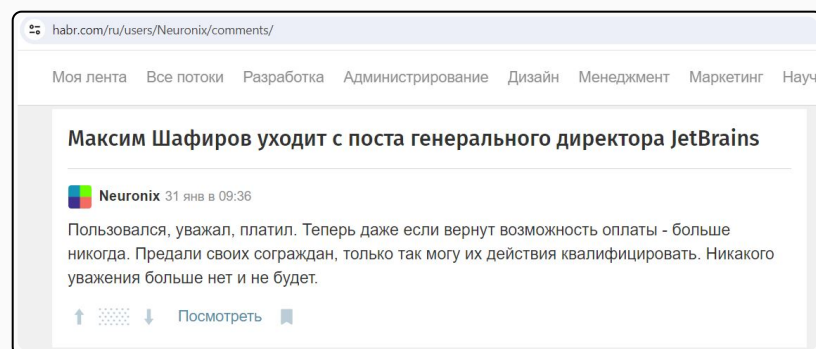 habr.com/ru/users/Neuronix/comments/
Моя лента Все потоки Разработка Администрирование Дизайн Менеджмент Маркетинг
Максим Шафиров уходит с поста генерального директора JetBrains
Neuronix 31 янв в 09:36
Пользовался, уважал, платил. Теперь даже если вернут возможность оплаты - больше
никогда. Предали своих сограждан, только так могу их действия квалифицировать. Никакого
уважения больше нет и не будет.
Посмотреть